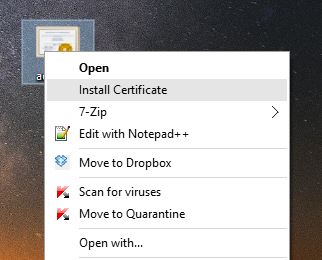 Open
Install Certificate
7-Zip
Edit with Notepad++
Move to Dropbox
Scan for viruses
Move to Quarantine
Open with...